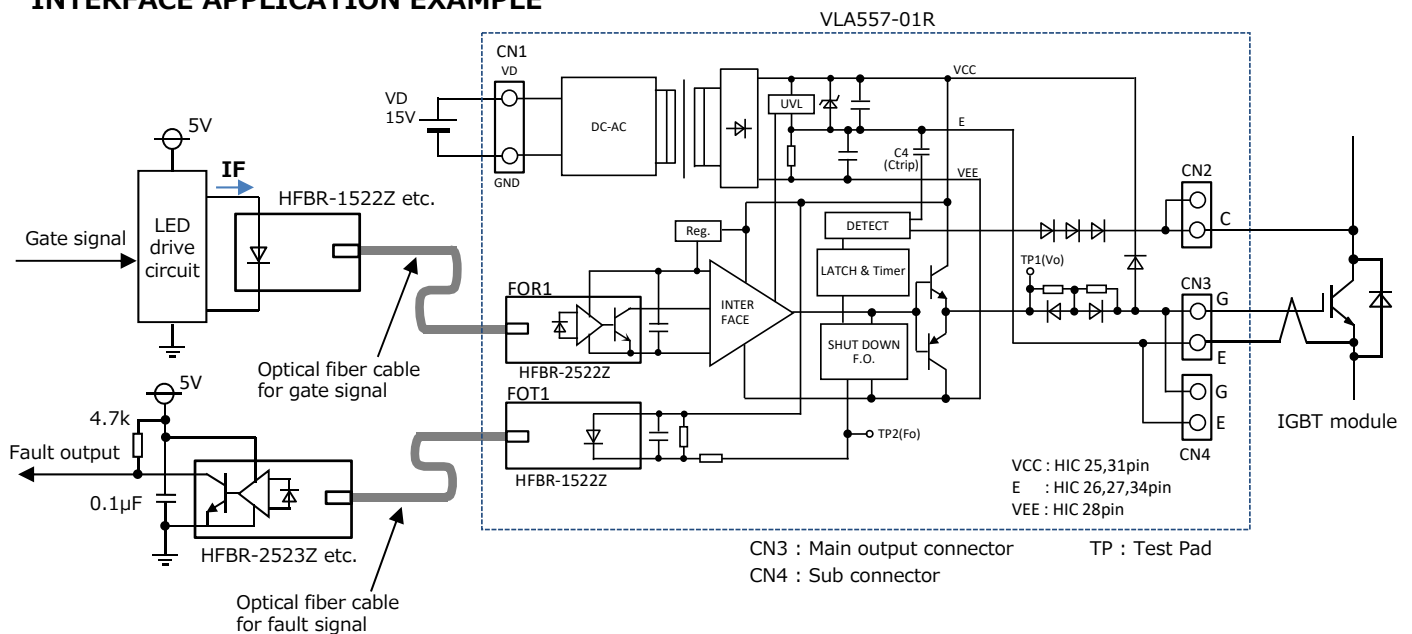 INTERFACE APPLICATION EXAMPLE
VLA557-01R
CN1
VD
VD
15V
GND
DC-AC
UVL
VCC
E
C4
(Ctrip)
VEE
5V
IF
HFBR-1522Z etc.
Gate signal
LED
drive
circuit
Optical fiber cable
for gate signal
FOR1
HFBR-2522Z
Reg.
INTER
FACE
DETECT
LATCH & Timer
SHUT DOWN
F.O.
TP1(Vo)
CN2
C
CN3
G
E
G
E
CN4
IGBT module
5V
4.7k
Fault output
0.1μF
HFBR-2523Z etc.
Optical fiber cable
for fault signal
FOT1
HFBR-1522Z
TP2(Fo)
VCC : HIC 25,31pin
E : HIC 26,27,34pin
VEE : HIC 28pin
CN3 : Main output connector
TP : Test Pad
CN4 : Sub connector